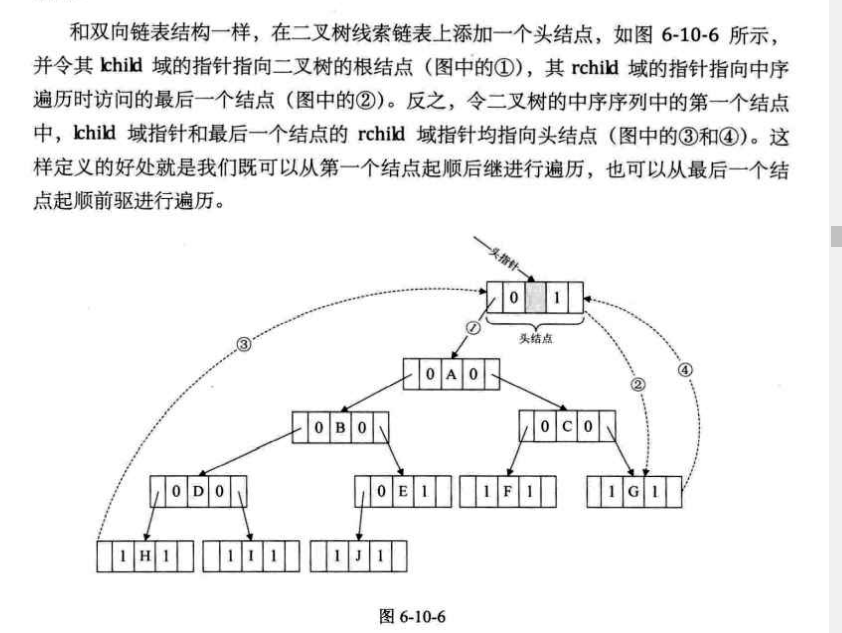 和双向链表结构一样，在二叉树线索链表上添加一个头结点，如图 6-10-6 所示，
并令其 lchild 域的指针指向二叉树的根结点（图中的①），其 rchild 域的指针指向中序
遍历时访问的最后一个结点（图中的②）。反之，令二叉树的中序序列中的第一个结点
中，lchild 域指针和最后一个结点的 rchild 域指针均指向头结点（图中的③和④）。这
样定义的好处就是我们既可以从第一个结点起顺后继进行遍历，也可以从最后一个结
点起顺前驱进行遍历。
头指针
0 1
头结点
①
③
②
④
0 A 0
0 B 0
0 C 0
0 D 0
0 E 1
1 F 1
1 G 1
1 H 1
1 I 1
1 J 1
图 6-10-6